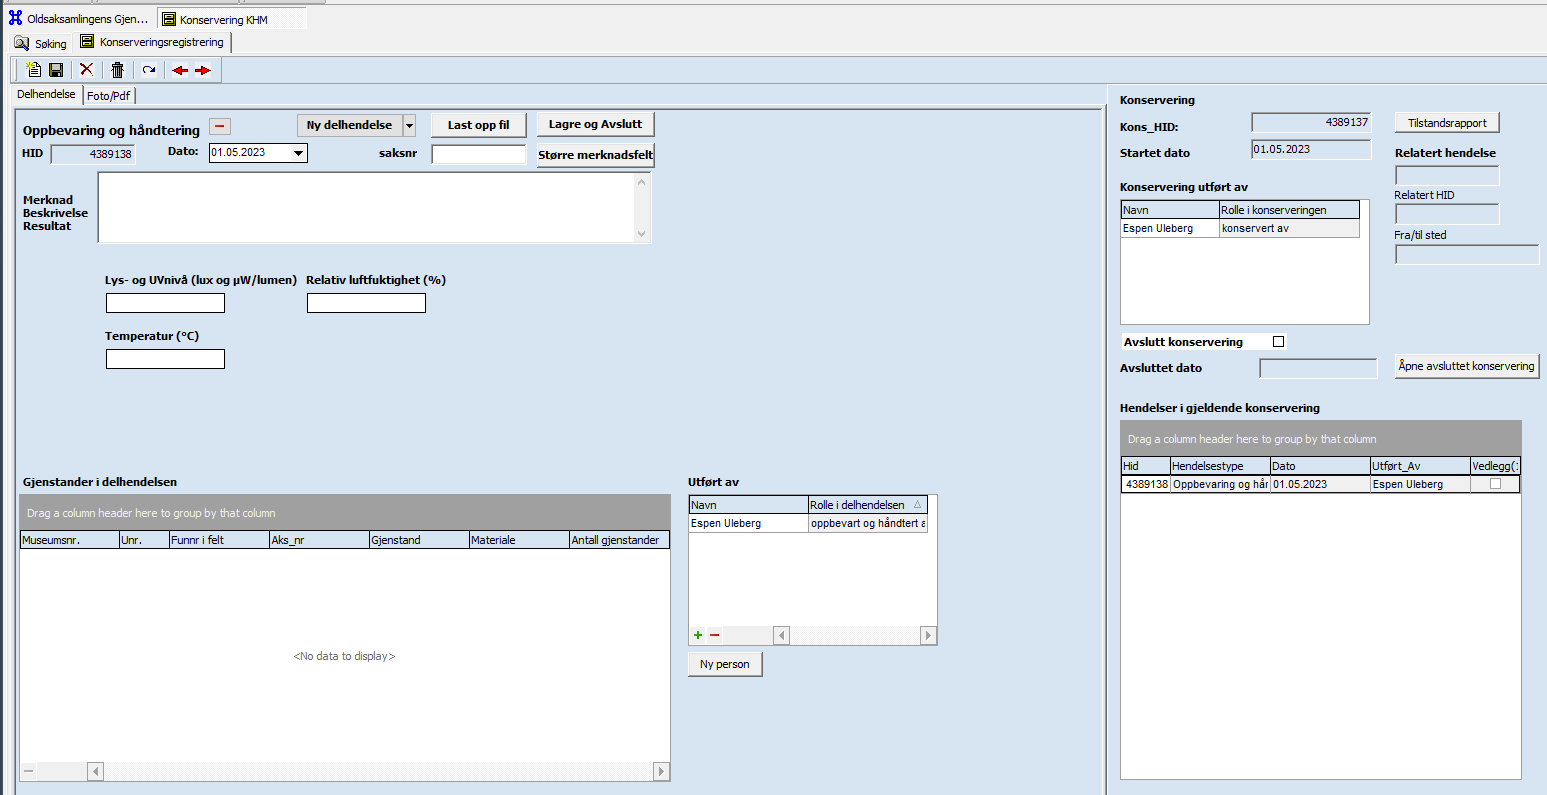 Oldsaksamlingens Gjen...
Konservering KHM
Søking
Konserveringsregistrering
Delhendelse
Foto/Pdf
Oppbevaring og håndtering
Ny delhendelse
Last opp fil
Lagre og Avslutt
HID
4389138
Dato:
01.05.2023
saksnr
Større merknadsfelt
Merknad
Beskrivelse
Resultat
Lys- og UVnivå (lux og µW/lumen)
Relativ luftfuktighet (%)
Temperatur (°C)
Gjenstander i delhendelsen
Drag a column header here to group by that column
Museumsnr.
Unr.
Funnr i felt
Aks_nr
Gjenstand
Materiale
Antall gjenstander
<No data to display>
Utført av
Navn
Rolle i delhendelsen
Espen Uleberg
oppbevart og håndtert a
Ny person
Konservering
Kons_HID:
4389137
Tilstandsrapport
Startet dato
01.05.2023
Relatert hendelse
Relatert HID
Fra/til sted
Konservering utført av
Navn
Rolle i konserveringen
Espen Uleberg
konservert av
Avslutt konservering
Avsluttet dato
Åpne avsluttet konservering
Hendelser i gjeldende konservering
Drag a column header here to group by that column
Hid
Hendelsestype
Dato
Utført_Av
Vedlegg(
4389138
Oppbevaring og hår
01.05.2023
Espen Uleberg